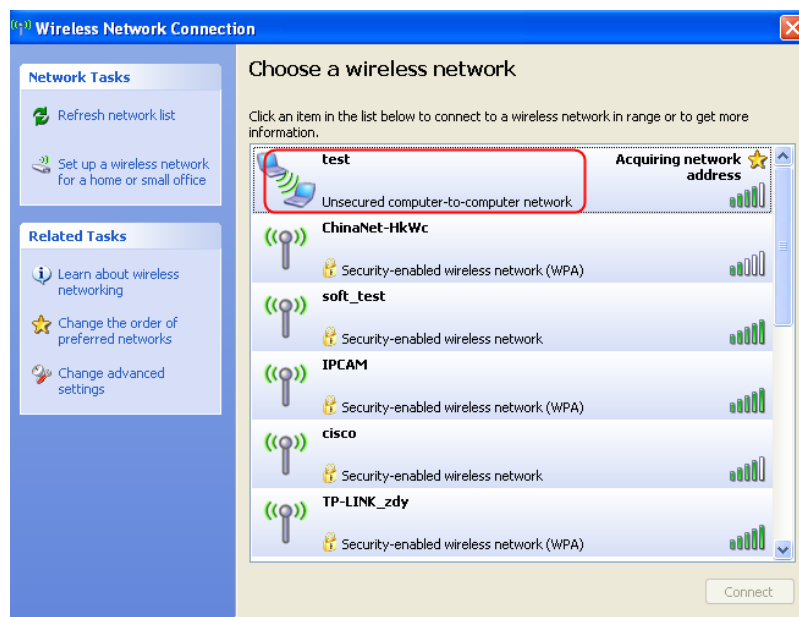 Wireless Network Connection
Network Tasks
Refresh network list
Set up a wireless network
for a home or small office
Related Tasks
Learn about wireless
networking
Change the order of
preferred networks
Change advanced
settings
Choose a wireless network
Click an item in the list below to connect to a wireless network in range or to get more
information.
test
Acquiring network
address
Unsecured computer-to-computer network
ChinaNet-HkWc
Security-enabled wireless network (WPA)
soft_test
Security-enabled wireless network
IPCAM
Security-enabled wireless network (WPA)
cisco
Security-enabled wireless network
TP-LINK_zdy
Security-enabled wireless network (WPA)
Connect